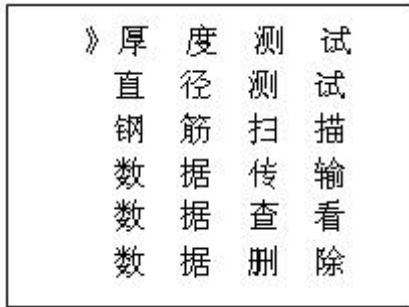 》厚 度 测 试
直 径 测 试
钢 筋 扫 描
数 据 传 输
数 据 查 看
数 据 删 除